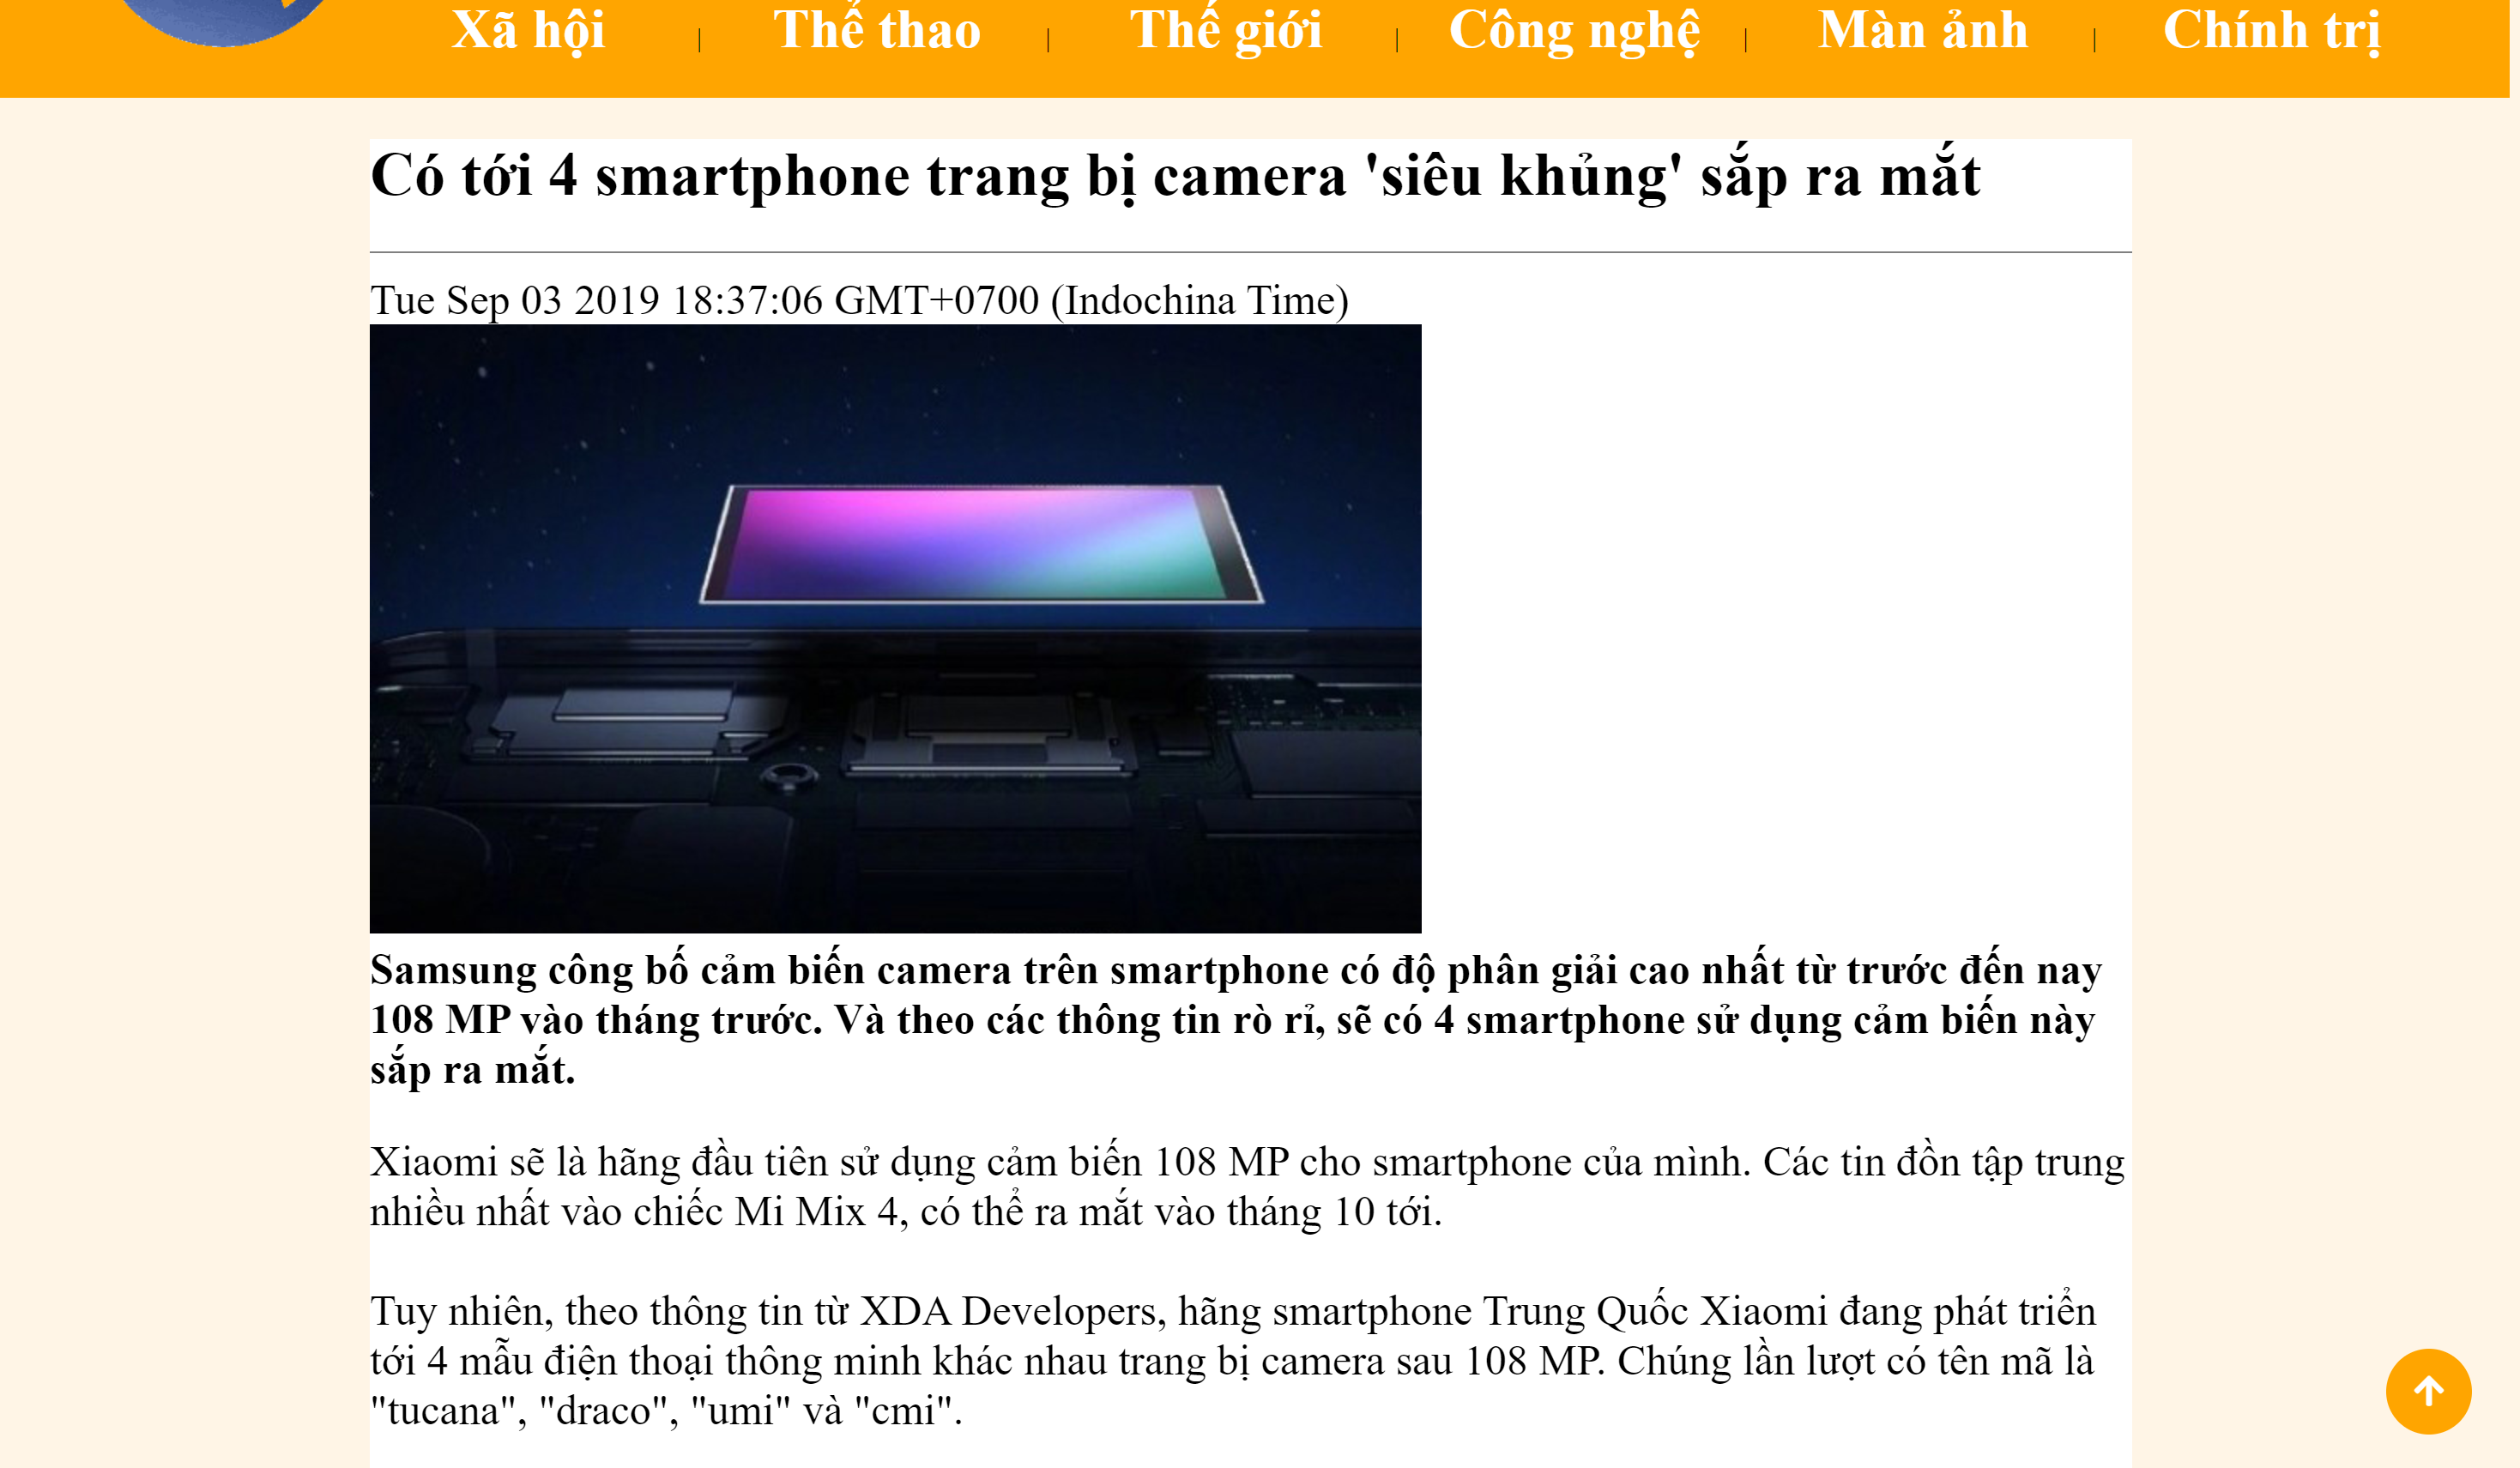 Xã hội | Thể thao | Thế giới | Công nghệ | Màn ảnh | Chính trị
Có tới 4 smartphone trang bị camera 'siêu khủng' sắp ra mắt
Tue Sep 03 2019 18:37:06 GMT+0700 (Indochina Time)
Samsung công bố cảm biến camera trên smartphone có độ phân giải cao nhất từ trước đến nay
108 MP vào tháng trước. Và theo các thông tin rò rỉ, sẽ có 4 smartphone sử dụng cảm biến này
sắp ra mắt.
Xiaomi sẽ là hãng đầu tiên sử dụng cảm biến 108 MP cho smartphone của mình. Các tin đồn tập trung
nhiều nhất vào chiếc Mi Mix 4, có thể ra mắt vào tháng 10 tới.
Tuy nhiên, theo thông tin từ XDA Developers, hãng smartphone Trung Quốc Xiaomi đang phát triển
tới 4 mẫu điện thoại thông minh khác nhau trang bị camera sau 108 MP. Chúng lần lượt có tên mã là
"tucana", "draco", "umi" và "cmi".